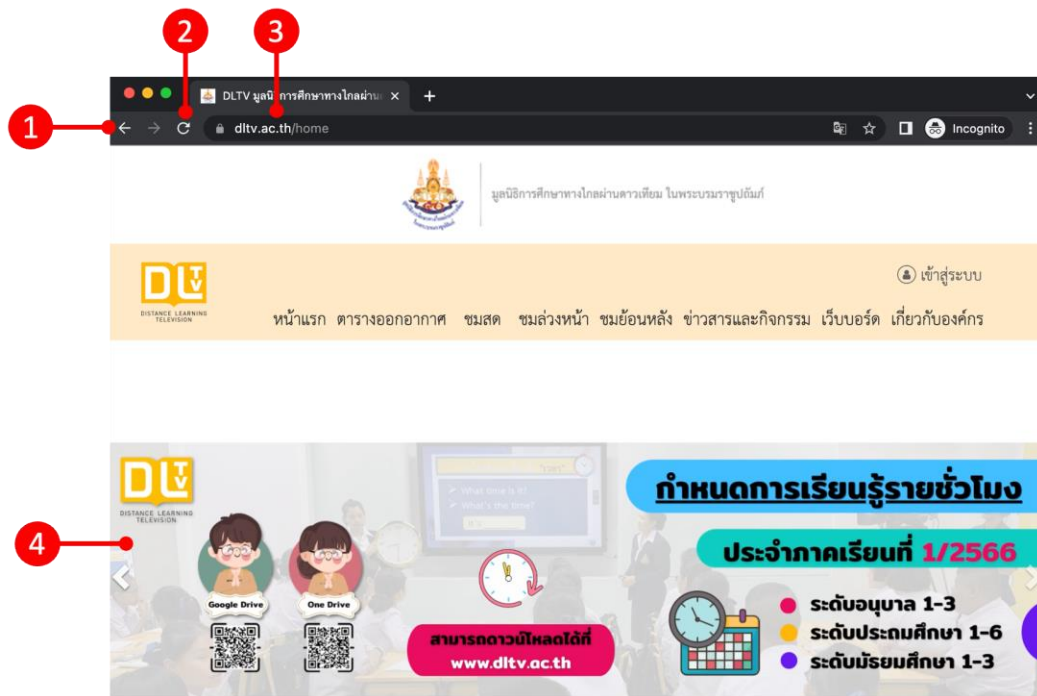 2
3
DLTV มูลนิธิการศึกษาทางไกลผ่าน
1
dltv.ac.th/home
Incognito
มูลนิธิการศึกษาทางไกลผ่านดาวเทียม ในพระบรมราชูปถัมภ์
DLTV
DISTANCE LEARNING
TELEVISION
เข้าสู่ระบบ
หน้าแรก ตารางออกอากาศ ชมสด ชมล่วงหน้า ชมย้อนหลัง ข่าวสารและกิจกรรม เว็บบอร์ด เกี่ยวกับองค์กร
DLTV
DISTANCE LEARNING
TELEVISION
What time is it?
What's the time?
กำหนดการเรียนรู้รายชั่วโมง
4
ประจำภาคเรียนที่ 1/2566
Google Drive
One Drive
ระดับอนุบาล 1-3
ระดับประถมศึกษา 1-6
ระดับมัธยมศึกษา 1-3
สามารถดาวน์โหลดได้ที่
www.dltv.ac.th